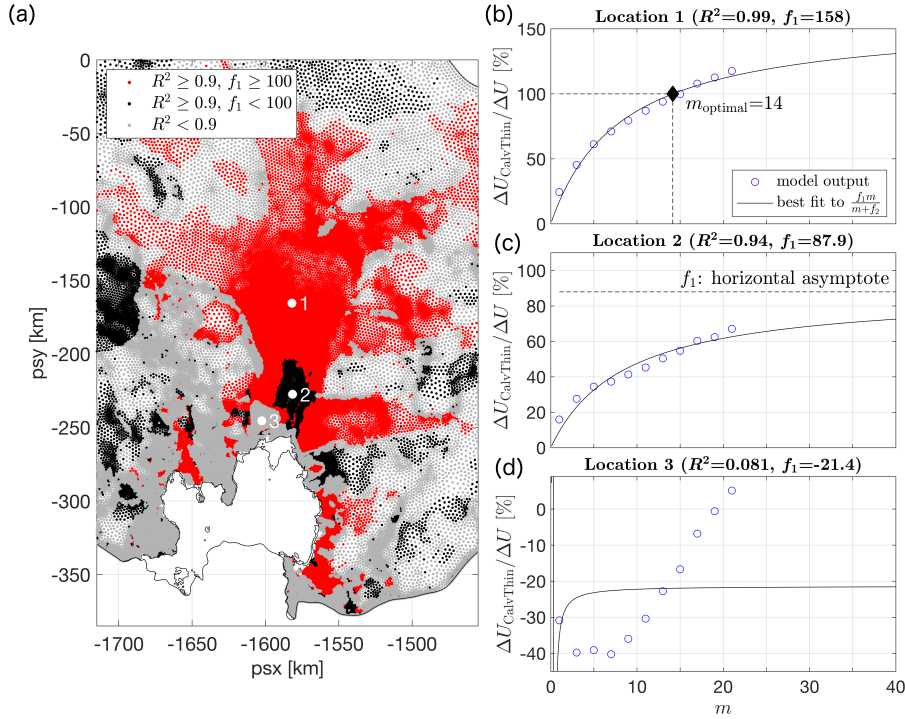 (a)
0
-50
-100
-150
-200
-250
-300
-350
psy [km]
R² ≥ 0.9, f₁ ≥ 100
R² ≥ 0.9, f₁ < 100
R² < 0.9
1
2
3
-1700 -1650 -1600 -1550 -1500
psx [km]
(b)
Location 1 (R²=0.99, f₁=158)
150
100
50
0
ΔU_CalvThin/ΔU [%]
m_optimal=14
model output
best fit to f₁m/(m+f₂)
(c)
Location 2 (R²=0.94, f₁=87.9)
100
80
60
40
20
0
ΔU_CalvThin/ΔU [%]
f₁: horizontal asymptote
(d)
Location 3 (R²=0.081, f₁=-21.4)
0
-10
-20
-30
-40
ΔU_CalvThin/ΔU [%]
0 10 20 30 40
m